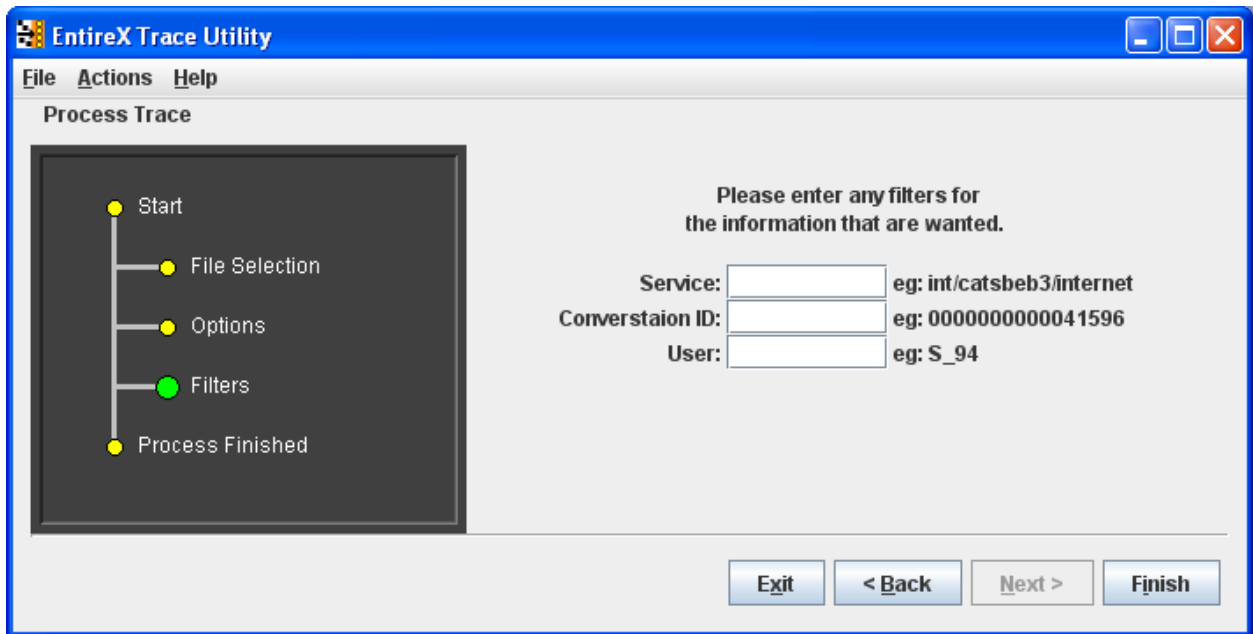 EntireX Trace Utility
File Actions Help
Process Trace
Start
File Selection
Options
Filters
Process Finished
Please enter any filters for
the information that are wanted.
Service: eg: int/catsbeb3/internet
Converstaion ID: eg: 0000000000041596
User: eg: S_94
Exit < Back Next > Finish